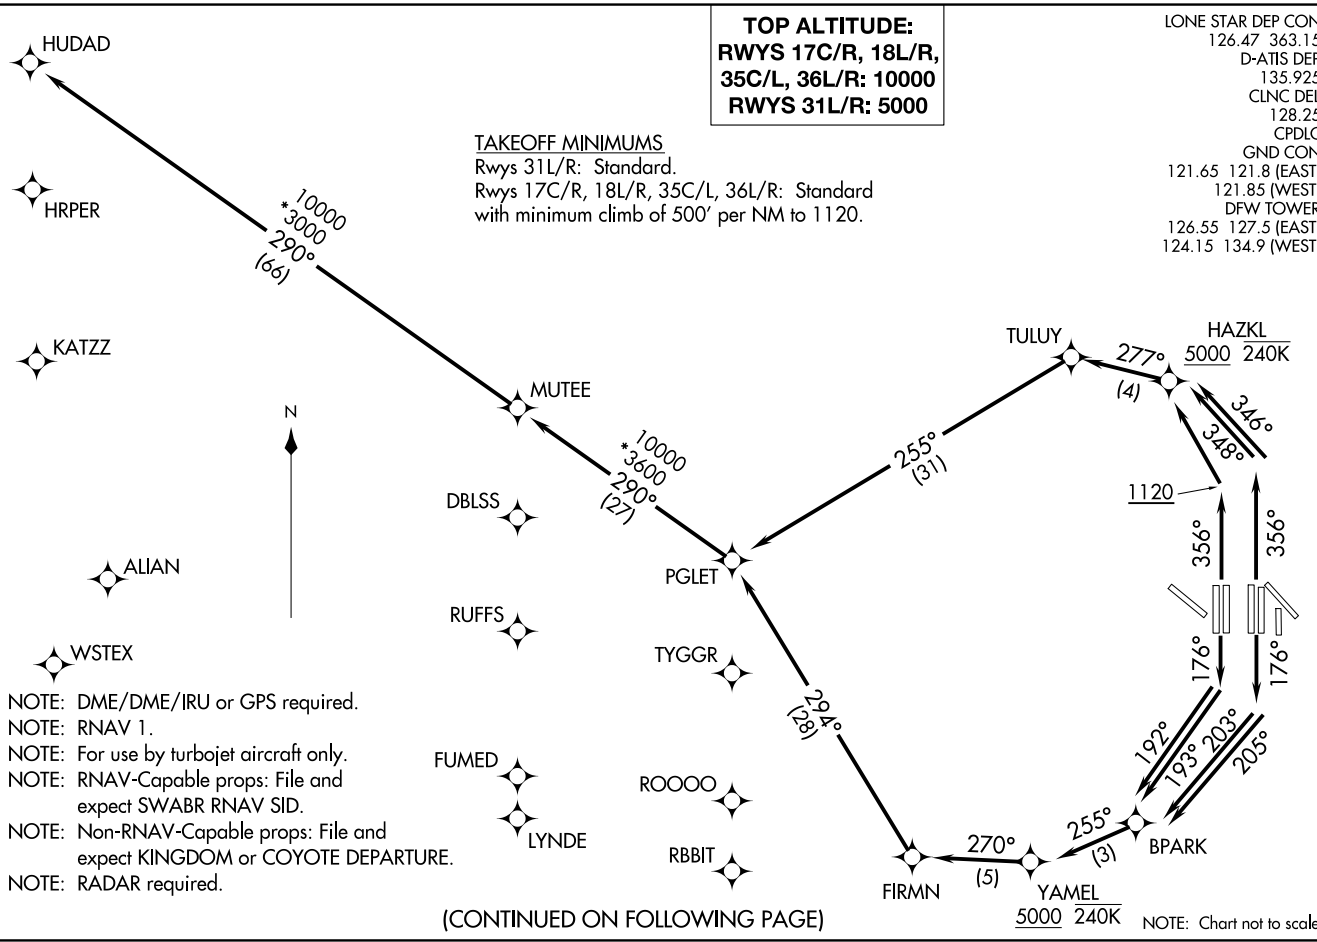 TOP ALTITUDE:
RWYS 17C/R, 18L/R,
35C/L, 36L/R: 10000
RWYS 31L/R: 5000
LONE STAR DEP CON
126.47 363.15
D-ATIS DEP
135.925
CLNC DEL
128.25
CPDLC
GND CON
121.65 121.8 (EAST
121.85 (WEST
DFW TOWER
126.55 127.5 (EAST
124.15 134.9 (WEST
TAKEOFF MINIMUMS
Rwys 31L/R: Standard.
Rwys 17C/R, 18L/R, 35C/L, 36L/R: Standard
with minimum climb of 500' per NM to 1120.
HUDAD
HRPER
10000
*3000
290°
(66)
KATZZ
MUTEE
N
10000
*3600
290°
(27)
TULUY
277°
(4)
HAZKL
5000 240K
346°
348°
255°
(31)
1120
356°
356°
DBLSS
ALIAN
PGLET
RUFFS
WSTEX
TYGGR
294°
(28)
176°
176°
192°
193°
203°
205°
FUMED
LYNDE
ROOOO
RBBIT
FIRMN
270°
(5)
YAMEL
5000 240K
255°
(3)
BPARK
NOTE: DME/DME/IRU or GPS required.
NOTE: RNAV 1.
NOTE: For use by turbojet aircraft only.
NOTE: RNAV-Capable props: File and
expect SWABR RNAV SID.
NOTE: Non-RNAV-Capable props: File and
expect KINGDOM or COYOTE DEPARTURE.
NOTE: RADAR required.
(CONTINUED ON FOLLOWING PAGE)
NOTE: Chart not to scale